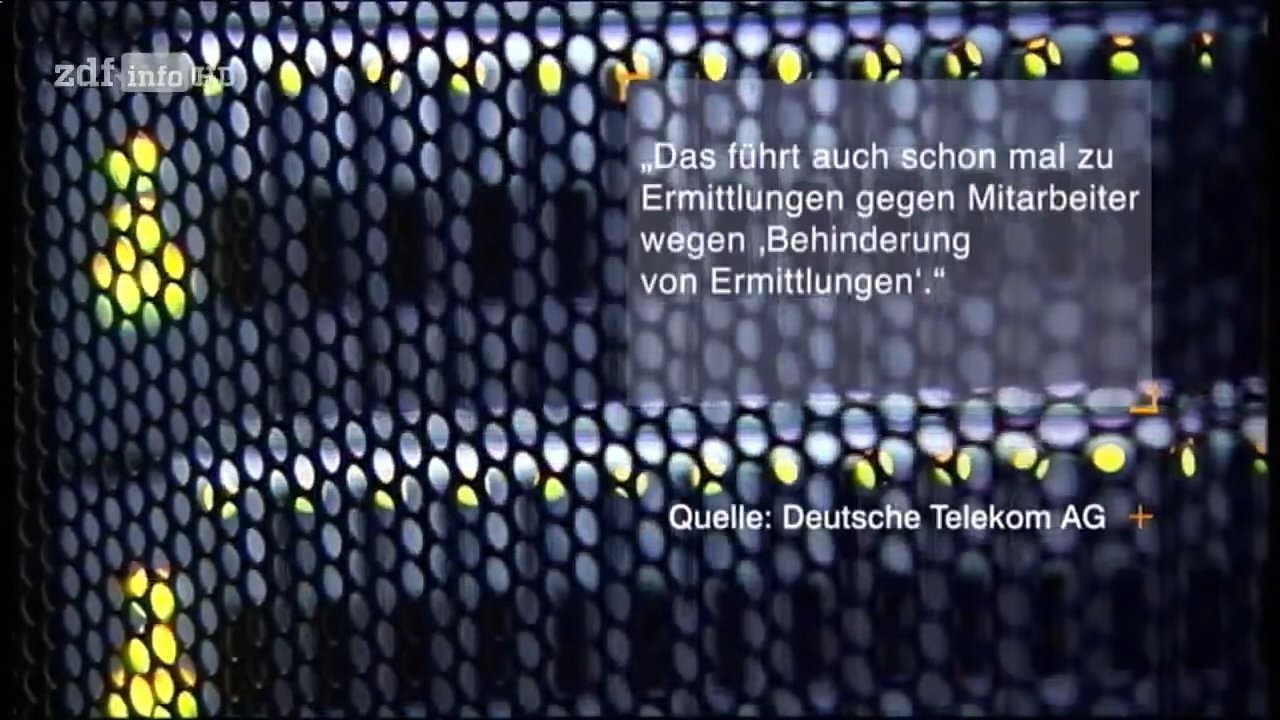 zdf info HD
„Das führt auch schon mal zu
Ermittlungen gegen Mitarbeiter
wegen ‚Behinderung
von Ermittlungen‘.“
Quelle: Deutsche Telekom AG +